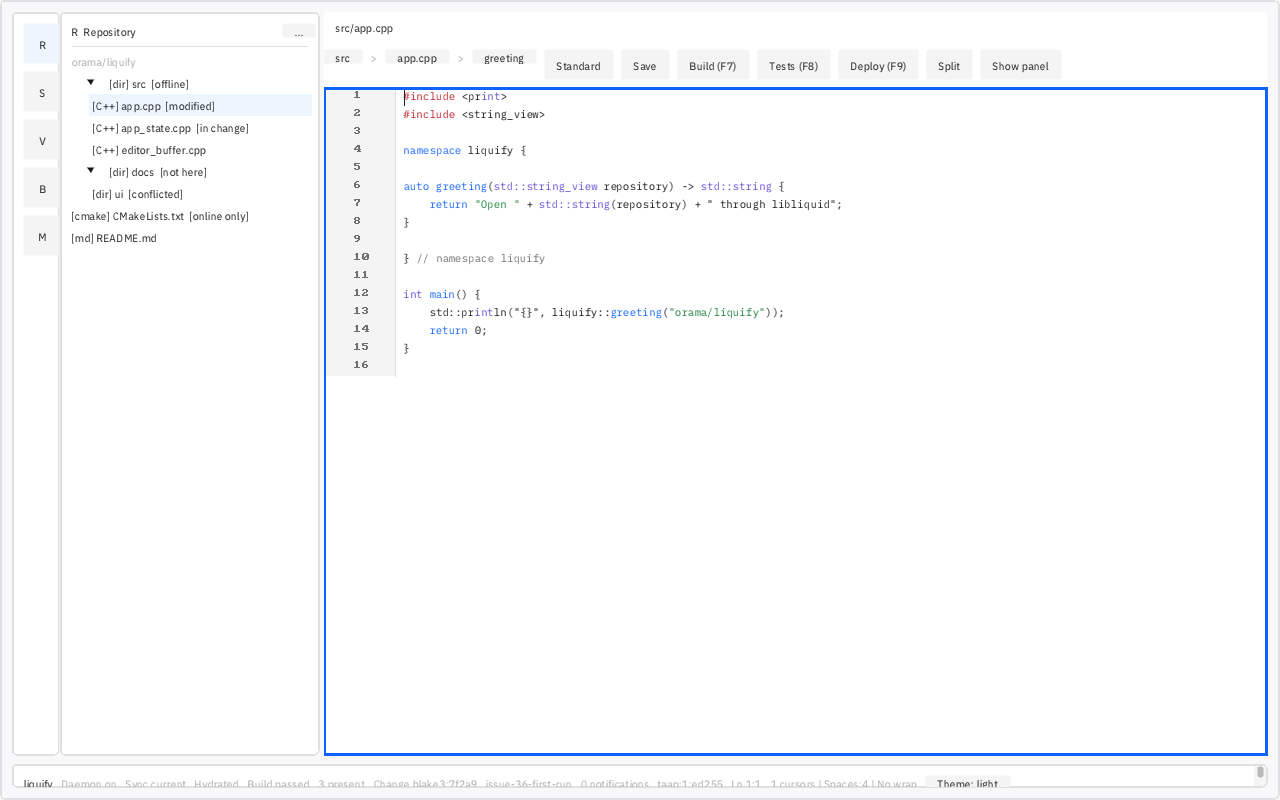 R
S
V
B
M
R Repository ...
orama/liquify
[dir] src [offline]
[C++] app.cpp [modified]
[C++] app_state.cpp [in change]
[C++] editor_buffer.cpp
[dir] docs [not here]
[dir] ui [conflicted]
[cmake] CMakeLists.txt [online only]
[md] README.md
src/app.cpp
src > app.cpp > greeting Standard Save Build (F7) Tests (F8) Deploy (F9) Split Show panel
1 #include <print>
2 #include <string_view>
3
4 namespace liquify {
5
6 auto greeting(std::string_view repository) -> std::string {
7 return "Open " + std::string(repository) + " through libliquid";
8 }
9
10 } // namespace liquify
11
12 int main() {
13 std::println("{}", liquify::greeting("orama/liquify"));
14 return 0;
15 }
16
liquify Daemon on Sync current Hydrated Build passed 3 present Change blake3:7f2a9 issue-36-first-run 0 notifications taap:1:ed255 Ln 1:1 1 cursors | Spaces:4 | No wrap Theme: light